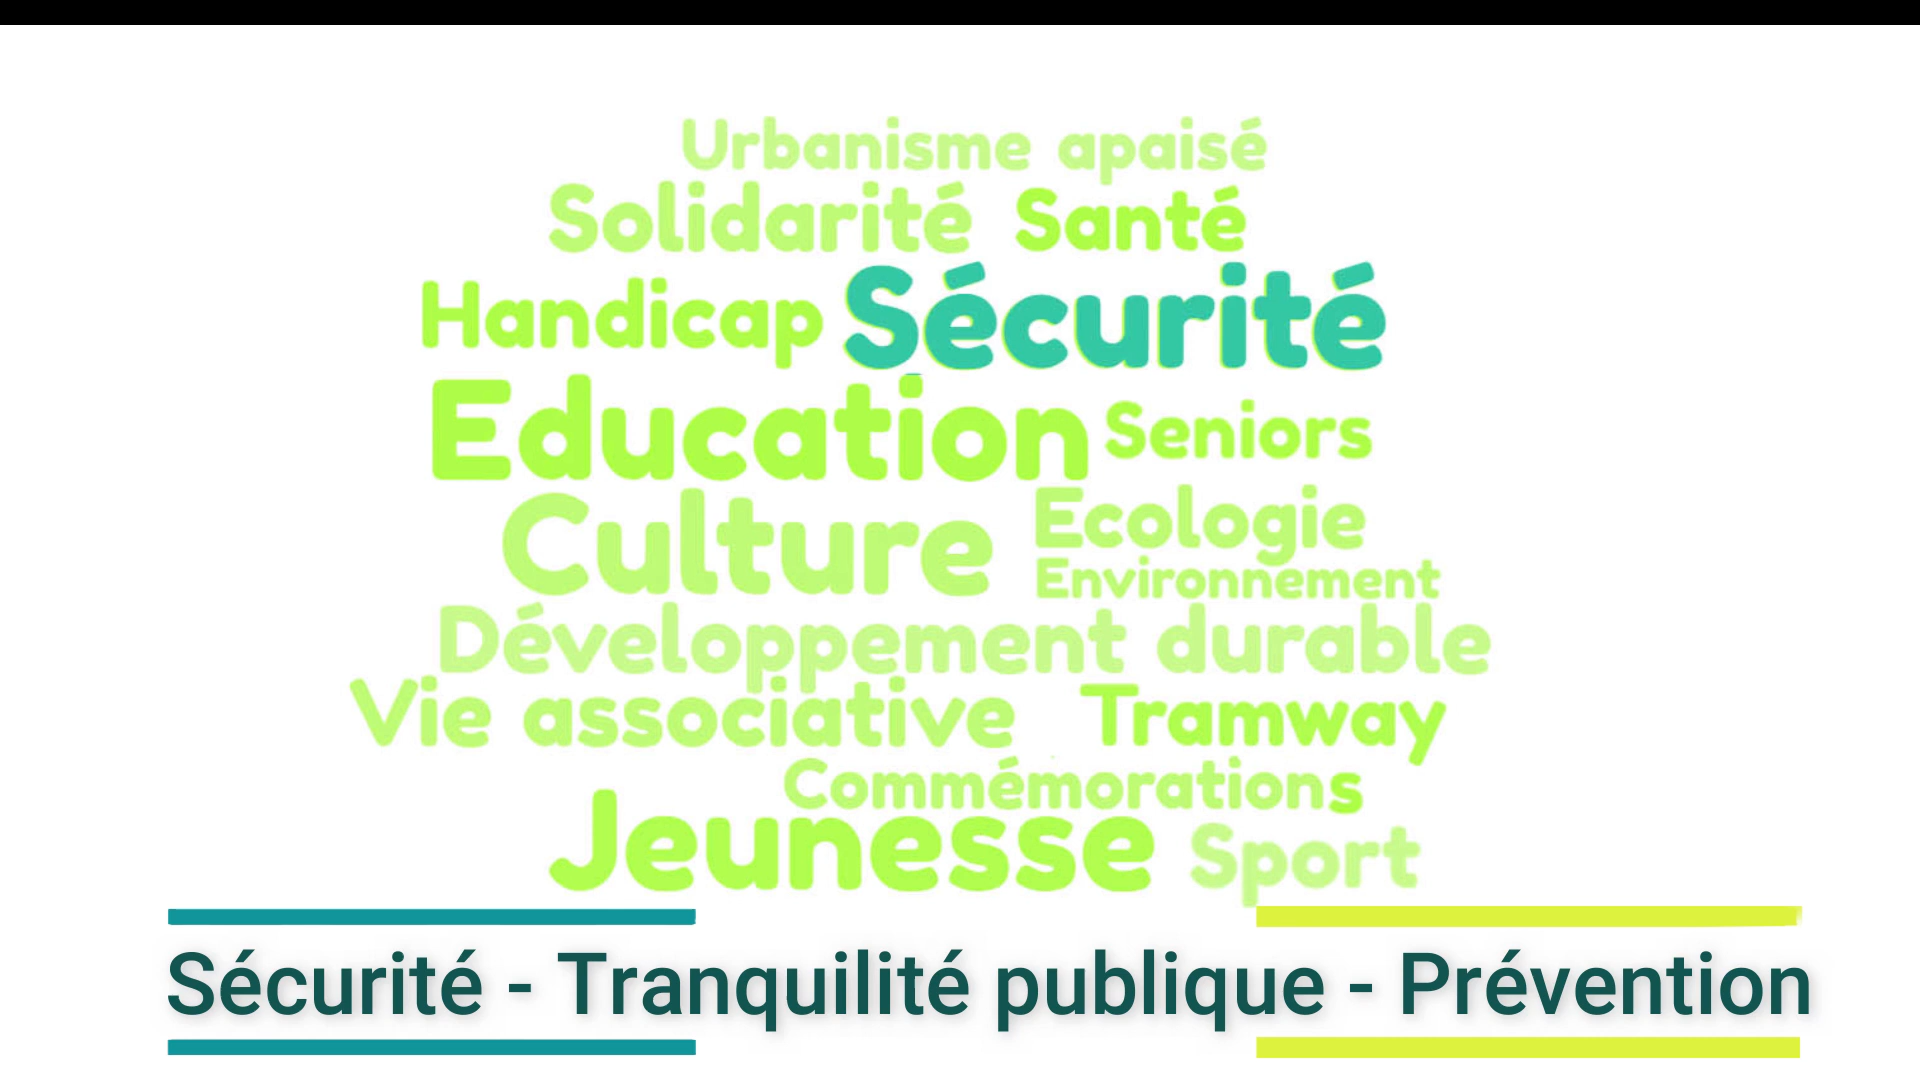 Urbanisme apaisé
Solidarité Santé
Handicap Sécurité
Education Seniors
Culture Ecologie
Environnement
Développement durable
Vie associative Tramway
Commémorations
Jeunesse Sport
Sécurité - Tranquilité publique - Prévention